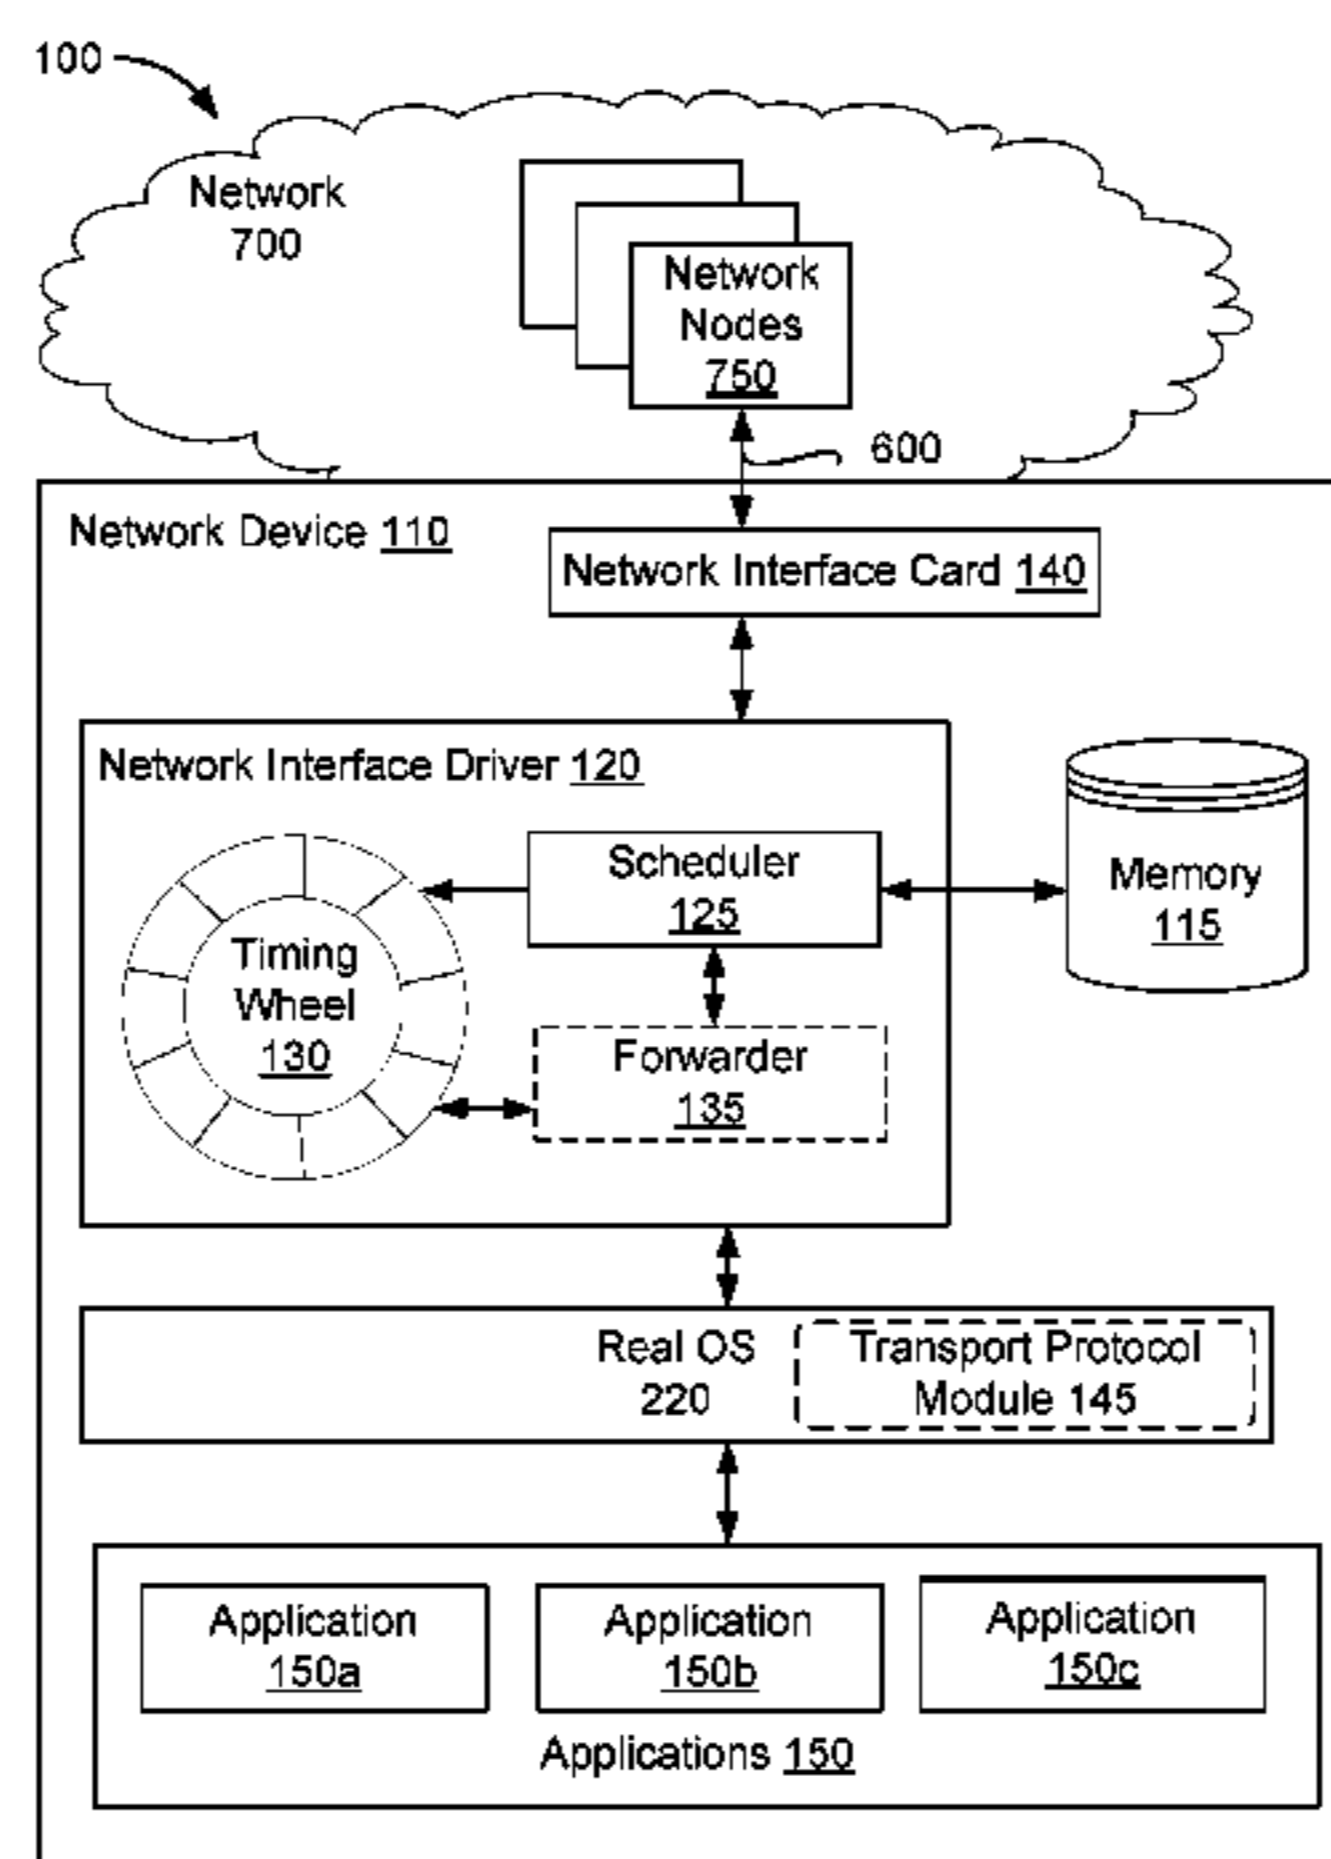 100
Network
700
Network
Nodes
750
600
Network Device 110
Network Interface Card 140
Network Interface Driver 120
Scheduler
125
Memory
115
Timing
Wheel
130
Forwarder
135
Real OS
220
Transport Protocol
Module 145
Application
150a
Application
150b
Application
150c
Applications 150